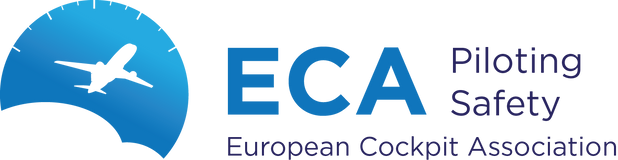 ECA
Piloting
Safety
European Cockpit Association